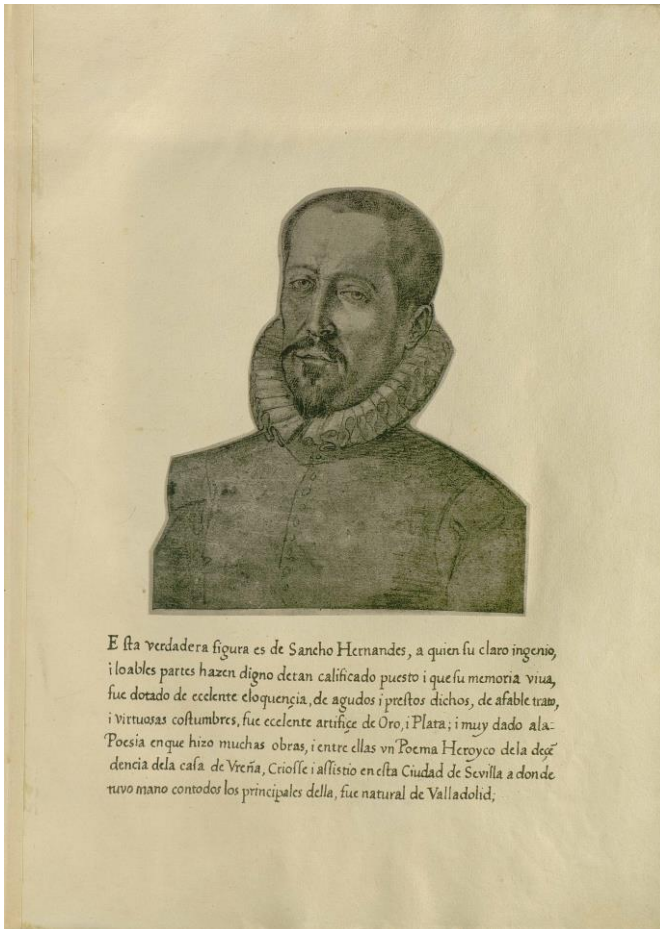 Esta verdadera figura es de Sancho Hernandes, a quien su claro ingenio,
i loables partes hazen digno detan calificado puesto i que su memoria viua,
fue dotado de ecelente eloquençia, de agudos i prestos dichos, de afable trato,
i virtuosas costumbres, fue ecelente artifiçe de Oro, i Plata; i muy dado ala-
Poesia enque hizo muchas obras, i entre ellas vn Poema Heroyco dela deçẽ
dencia dela casa de Vreña, Criosse i assistio en esta Ciudad de Sevilla a donde
tuvo mano contodos los principales della, fue natural de Valladolid;